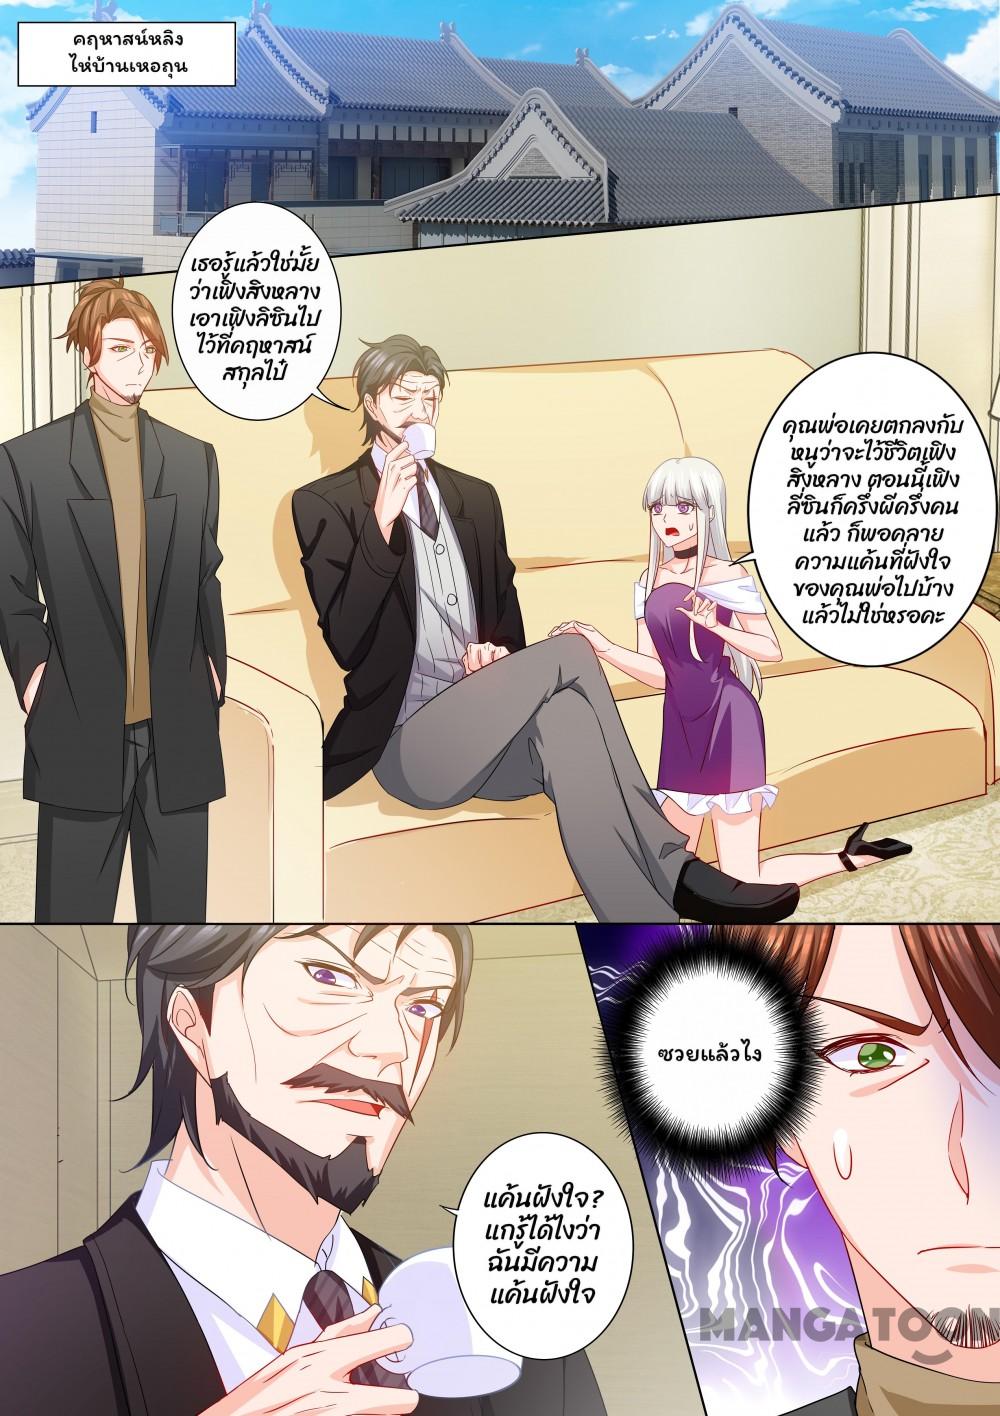 คฤหาสน์หลิง
ไห่บ้านเหอถุน
เธอรู้แล้วใช่มั้ย
ว่าเฟิงสิงหลาง
เอาเฟิงลิซินไป
ไว้ที่คฤหาสน์
สกุลไป๋
คุณพ่อเคยตกลงกับ
หนูว่าจะไว้ชีวิตเฟิง
สิงหลาง ตอนนี้เฟิง
ลี่ซินก็ครึ่งผีครึ่งคน
แล้ว ก็พอคลาย
ความแค้นที่ฝังใจ
ของคุณพ่อไปบ้าง
แล้วไม่ใช่หรอคะ
ซวยแล้วไง
แค้นฝังใจ?
แกรู้ได้ไงว่า
ฉันมีความ
แค้นฝังใจ
MANGATOON